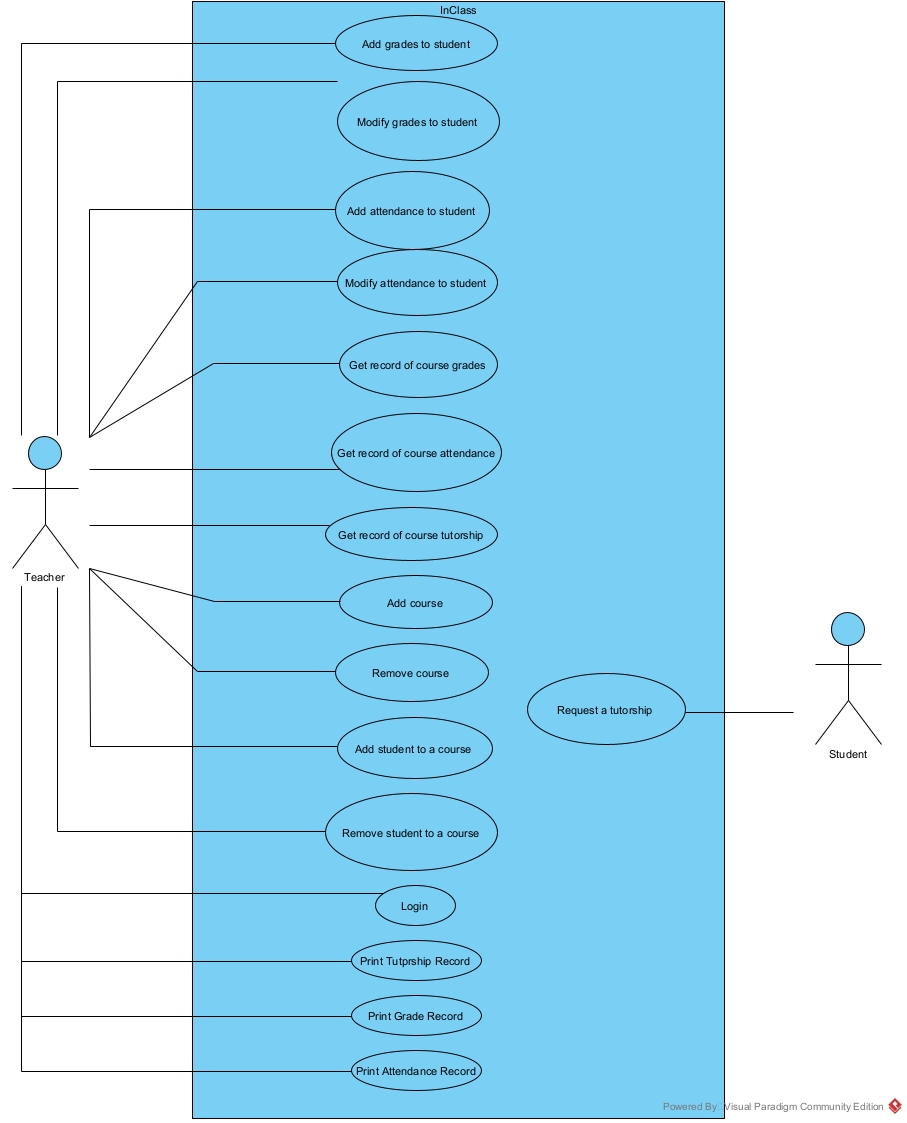 InClass
Add grades to student
Modify grades to student
Add attendance to student
Modify attendance to student
Get record of course grades
Get record of course attendance
Get record of course tutorship
Teacher
Add course
Remove course
Request a tutorship
Add student to a course
Student
Remove student to a course
Login
Print Tutprship Record
Print Grade Record
Print Attendance Record
Powered By Visual Paradigm Community Edition